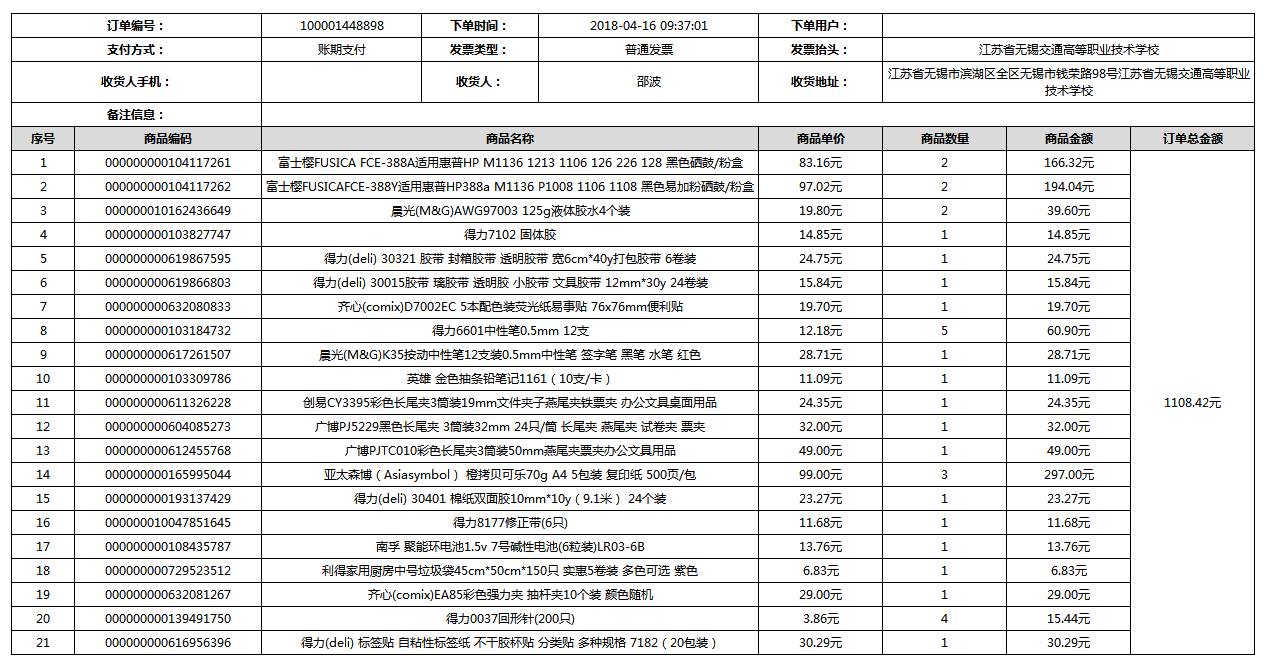 订单编号： 100001448898 下单时间： 2018-04-16 09:37:01 下单用户：
支付方式： 账期支付 发票类型： 普通发票 发票抬头： 江苏省无锡交通高等职业技术学校
收货人手机： 收货人： 邵波 收货地址： 江苏省无锡市滨湖区全区无锡市钱荣路98号江苏省无锡交通高等职业
技术学校
备注信息：
序号 商品编码 商品名称 商品单价 商品数量 商品金额 订单总金额
1 000000000104117261 富士樱FUSICA FCE-388A适用惠普HP M1136 1213 1106 126 226 128 黑色硒鼓/粉盒 83.16元 2 166.32元
2 000000000104117262 富士樱FUSICAFCE-388Y适用惠普HP388a M1136 P1008 1106 1108 黑色易加粉硒鼓/粉盒 97.02元 2 194.04元
3 000000010162436649 晨光(M&G)AWG97003 125g液体胶水4个装 19.80元 2 39.60元
4 000000000103827747 得力7102 固体胶 14.85元 1 14.85元
5 000000000619867595 得力(deli) 30321 胶带 封箱胶带 透明胶带 宽6cm*40y打包胶带 6卷装 24.75元 1 24.75元
6 000000000619866803 得力(deli) 30015胶带 璃胶带 透明胶 小胶带 文具胶带 12mm*30y 24卷装 15.84元 1 15.84元
7 000000000632080833 齐心(comix)D7002EC 5本配色装荧光纸易事贴 76x76mm便利贴 19.70元 1 19.70元
8 000000000103184732 得力6601中性笔0.5mm 12支 12.18元 5 60.90元
9 000000000617261507 晨光(M&G)K35按动中性笔12支装0.5mm中性笔 签字笔 黑笔 水笔 红色 28.71元 1 28.71元
10 000000000103309786 英雄 金色抽条铅笔记1161（10支/卡） 11.09元 1 11.09元
11 000000000611326228 创易CY3395彩色长尾夹3筒装19mm文件夹子燕尾夹铁票夹 办公文具桌面用品 24.35元 1 24.35元 1108.42元
12 000000000604085273 广博PJ5229黑色长尾夹 3筒装32mm 24只/筒 长尾夹 燕尾夹 试卷夹 票夹 32.00元 1 32.00元
13 000000000612455768 广博PJTC010彩色长尾夹3筒装50mm燕尾夹票夹办公文具用品 49.00元 1 49.00元
14 000000000165995044 亚太森博（Asiasymbol） 橙拷贝可乐70g A4 5包装 复印纸 500页/包 99.00元 3 297.00元
15 000000000193137429 得力(deli) 30401 棉纸双面胶10mm*10y（9.1米） 24个装 23.27元 1 23.27元
16 000000010047851645 得力8177修正带(6只) 11.68元 1 11.68元
17 000000000108435787 南孚 聚能环电池1.5v 7号碱性电池(6粒装)LR03-6B 13.76元 1 13.76元
18 000000000729523512 利得家用厨房中号垃圾袋45cm*50cm*150只 实惠5卷装 多色可选 紫色 6.83元 1 6.83元
19 000000000632081267 齐心(comix)EA85彩色强力夹 抽杆夹10个装 颜色随机 29.00元 1 29.00元
20 000000000139491750 得力0037回形针(200只) 3.86元 4 15.44元
21 000000000616956396 得力(deli) 标签贴 自粘性标签纸 不干胶杯贴 分类贴 多种规格 7182（20包装） 30.29元 1 30.29元